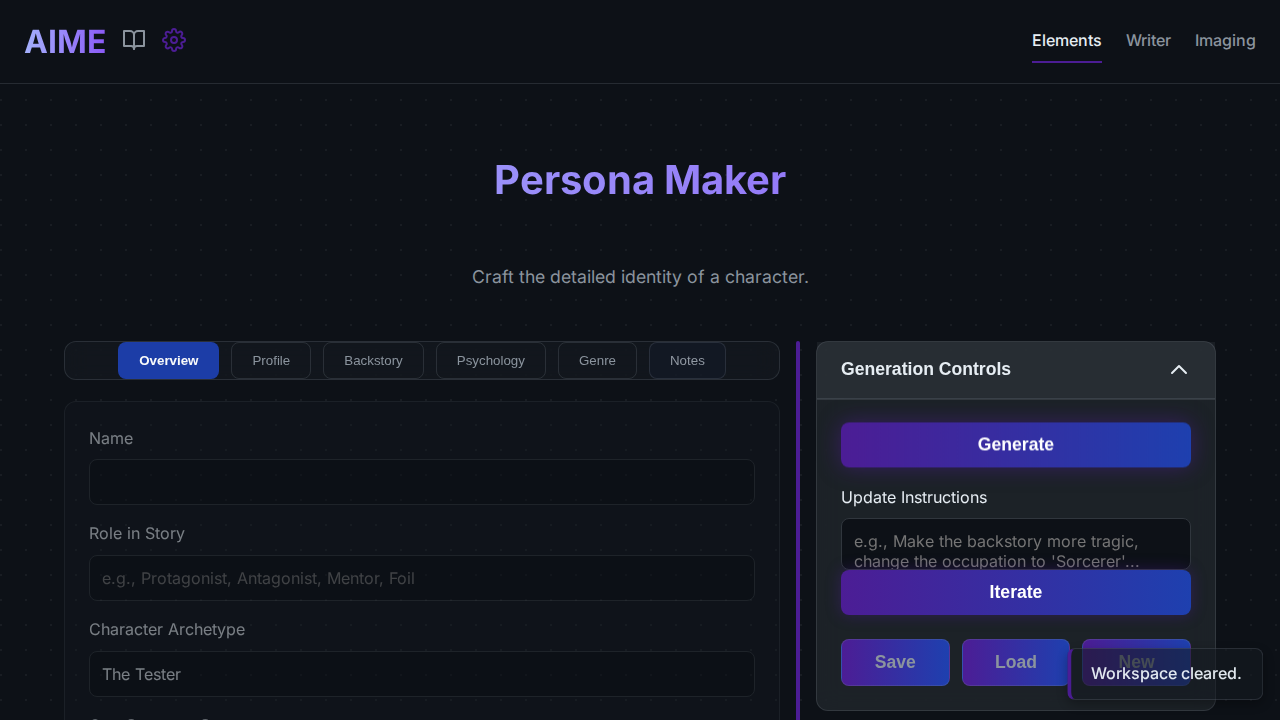 AIME
Elements Writer Imaging
Persona Maker
Craft the detailed identity of a character.
Overview Profile Backstory Psychology Genre Notes
Name
Role in Story
e.g., Protagonist, Antagonist, Mentor, Foil
Character Archetype
The Tester
Generation Controls
Generate
Update Instructions
e.g., Make the backstory more tragic,
change the occupation to 'Sorcerer'...
Iterate
Save Load New
Workspace cleared.